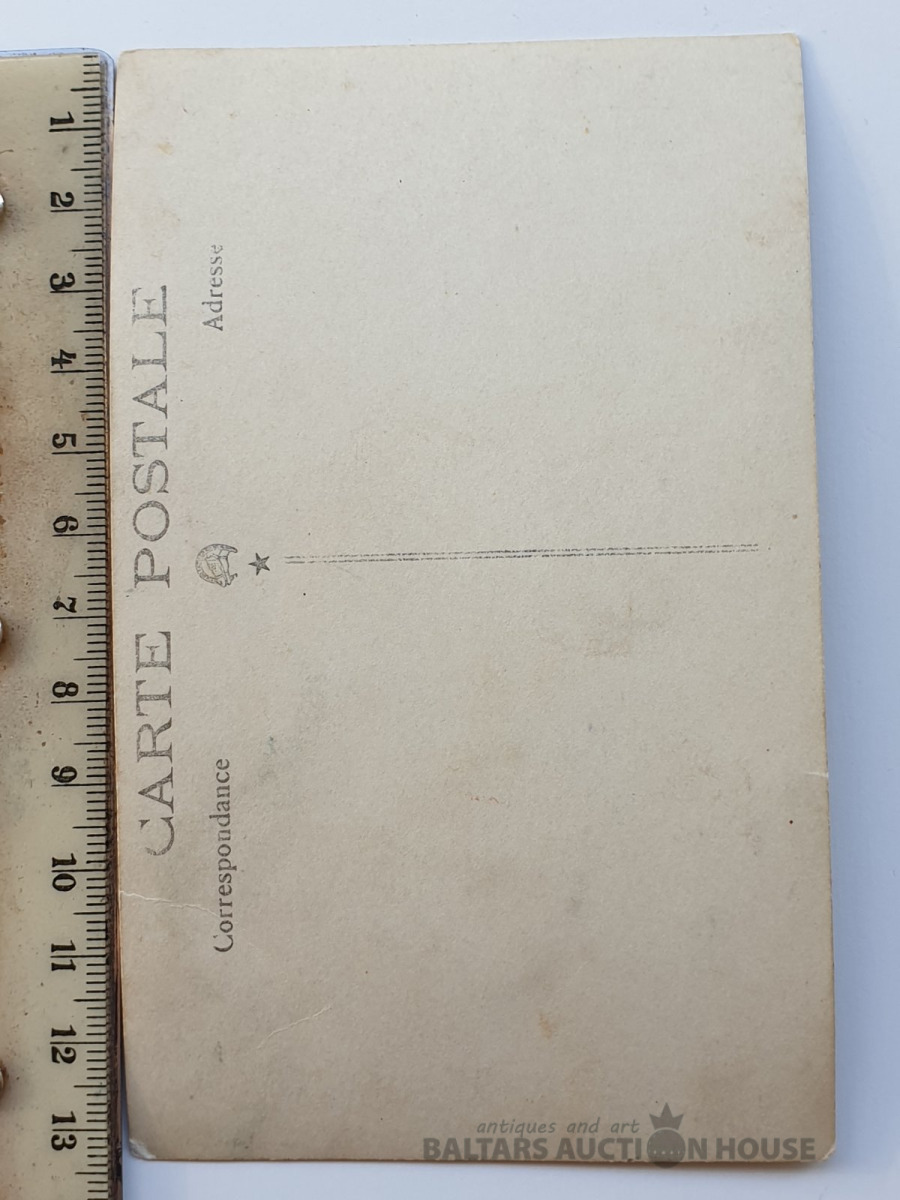 CARTE POSTALE
Correspondance
Adresse
1
2
3
4
5
6
7
8
9
10
11
12
13
antiques and art
BALTARS AUCTION HOUSE